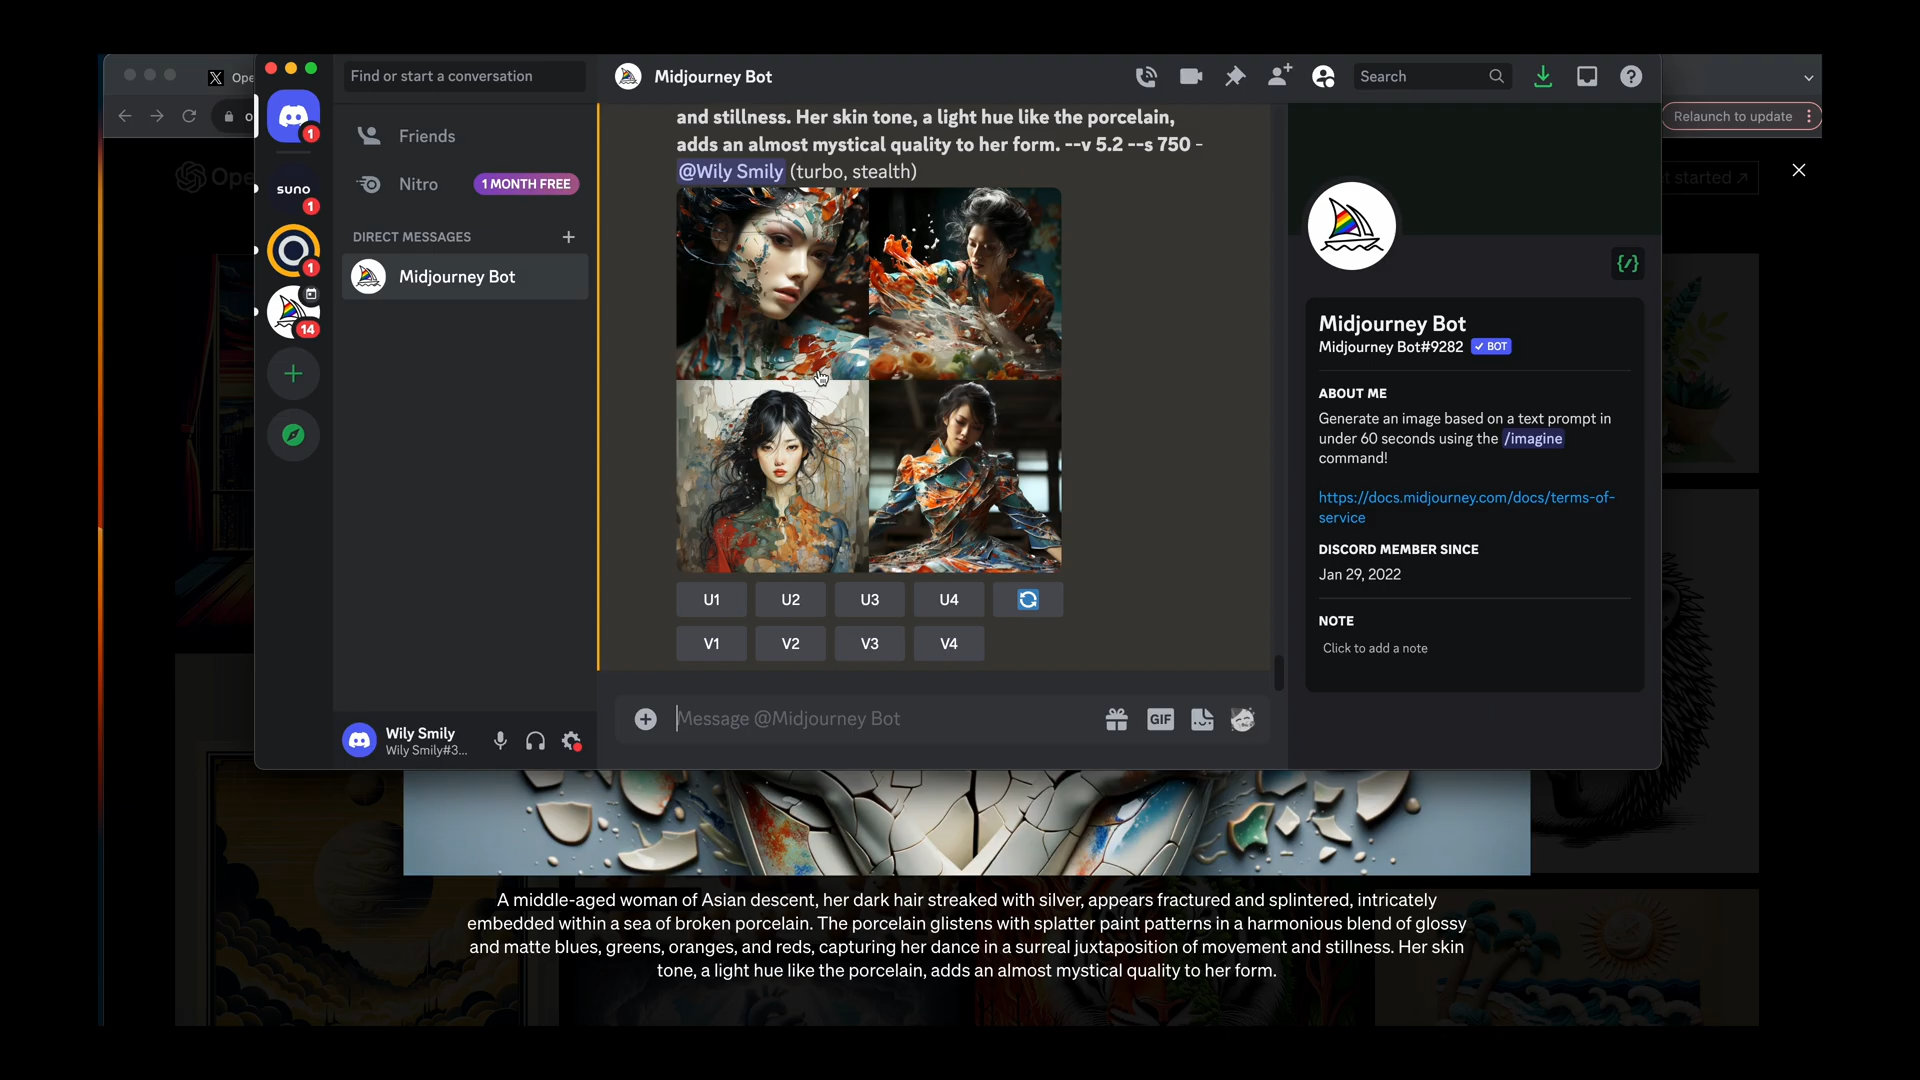 Ope
o
Relaunch to update
Ope
t started ↗
Find or start a conversation
Friends
Nitro
1 MONTH FREE
DIRECT MESSAGES
Midjourney Bot
1
suno
1
1
14
Wily Smily
Wily Smily#3...
Midjourney Bot
Search
and stillness. Her skin tone, a light hue like the porcelain,
adds an almost mystical quality to her form. --v 5.2 --s 750 -
@Wily Smily (turbo, stealth)
U1 U2 U3 U4
V1 V2 V3 V4
Message @Midjourney Bot
GIF
Midjourney Bot
Midjourney Bot#9282 ✓ BOT
ABOUT ME
Generate an image based on a text prompt in
under 60 seconds using the /imagine
command!
https://docs.midjourney.com/docs/terms-of-
service
DISCORD MEMBER SINCE
Jan 29, 2022
NOTE
Click to add a note
A middle-aged woman of Asian descent, her dark hair streaked with silver, appears fractured and splintered, intricately
embedded within a sea of broken porcelain. The porcelain glistens with splatter paint patterns in a harmonious blend of glossy
and matte blues, greens, oranges, and reds, capturing her dance in a surreal juxtaposition of movement and stillness. Her skin
tone, a light hue like the porcelain, adds an almost mystical quality to her form.